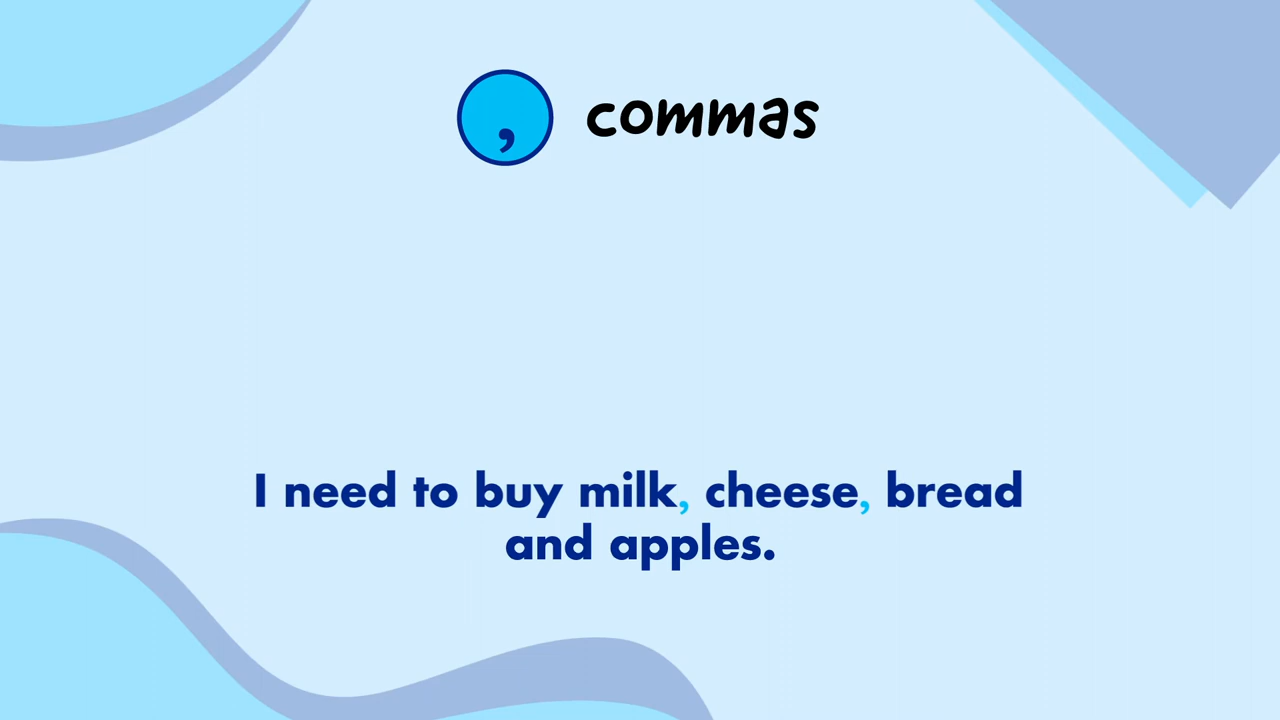 , commas
I need to buy milk, cheese, bread
and apples.